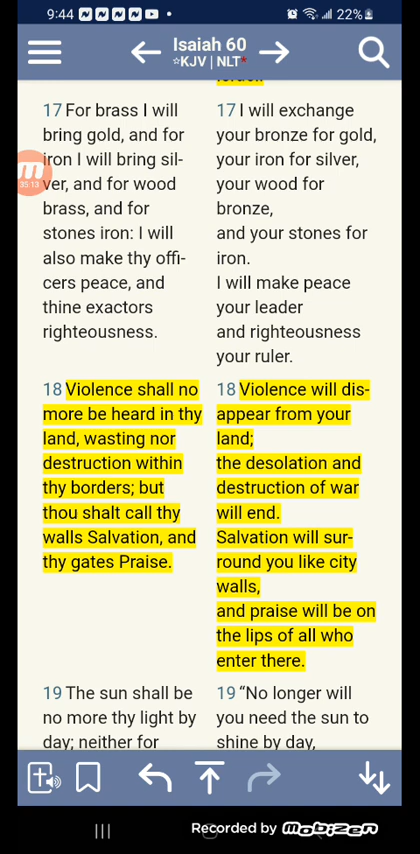 9:44 22%
Isaiah 60
☆KJV | NLT*
17 For brass I will
bring gold, and for
iron I will bring sil-
ver, and for wood
brass, and for
stones iron: I will
also make thy offi-
cers peace, and
thine exactors
righteousness.
18 Violence shall no
more be heard in thy
land, wasting nor
destruction within
thy borders; but
thou shalt call thy
walls Salvation, and
thy gates Praise.
19 The sun shall be
no more thy light by
day; neither for
17 I will exchange
your bronze for gold,
your iron for silver,
your wood for
bronze,
and your stones for
iron.
I will make peace
your leader
and righteousness
your ruler.
18 Violence will dis-
appear from your
land;
the desolation and
destruction of war
will end.
Salvation will sur-
round you like city
walls,
and praise will be on
the lips of all who
enter there.
19 “No longer will
you need the sun to
shine by day,
35:13
Recorded by mobizen